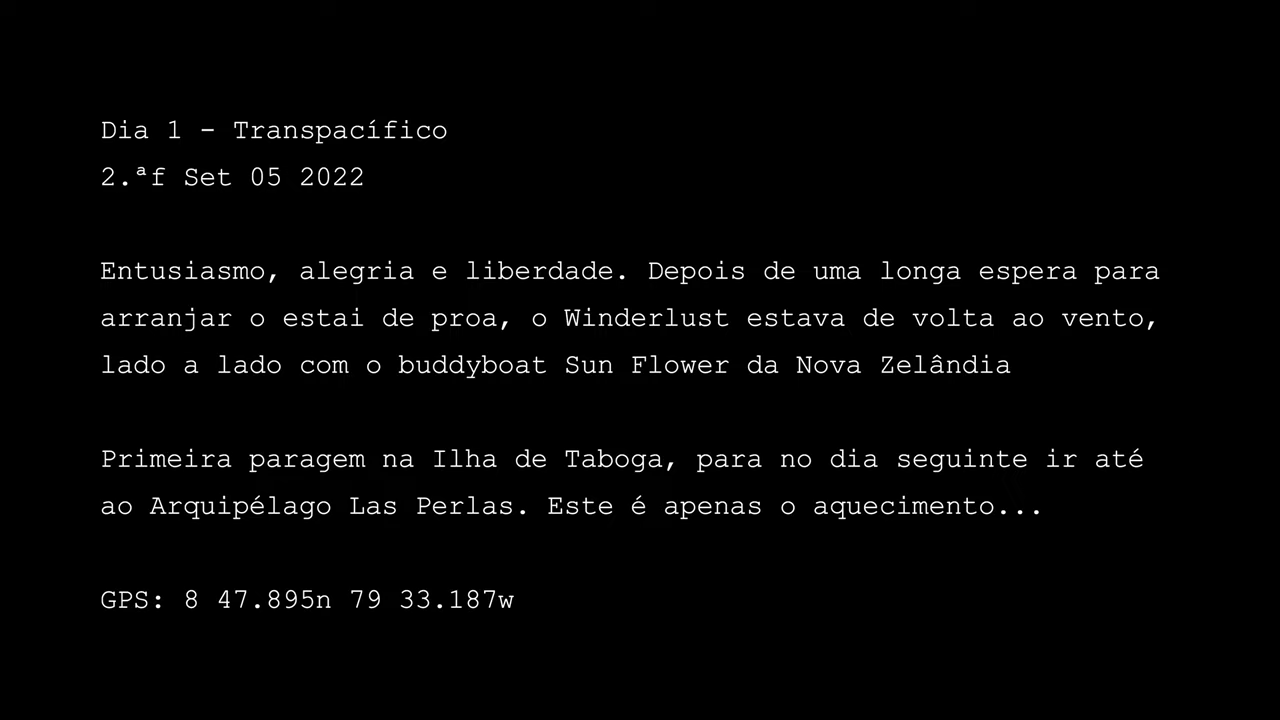 Dia 1 - Transpacífico
2.ªf Set 05 2022
Entusiasmo, alegria e liberdade. Depois de uma longa espera para
arranjar o estai de proa, o Winderlust estava de volta ao vento,
lado a lado com o buddyboat Sun Flower da Nova Zelândia
Primeira paragem na Ilha de Taboga, para no dia seguinte ir até
ao Arquipélago Las Perlas. Este é apenas o aquecimento...
GPS: 8 47.895n 79 33.187w